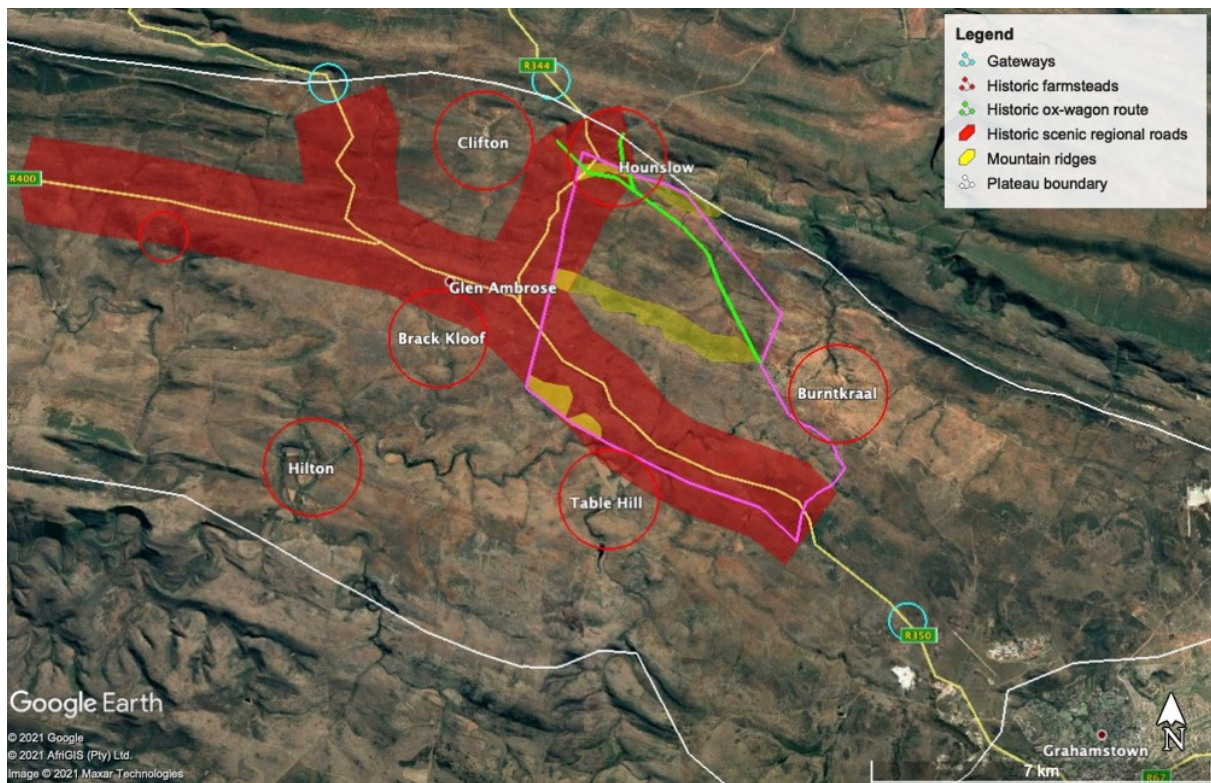 Legend
Gateways
Historic farmsteads
Historic ox-wagon route
Historic scenic regional roads
Mountain ridges
Plateau boundary
R344
Clifton
Hounslow
R400
Glen Ambrose
Brack Kloof
Burntkraal
Hilton
Table Hill
R350
Google Earth
© 2021 Google
© 2021 AfriGIS (Pty) Ltd.
Image © 2021 Maxar Technologies
N
Grahamstown
7 km
R67